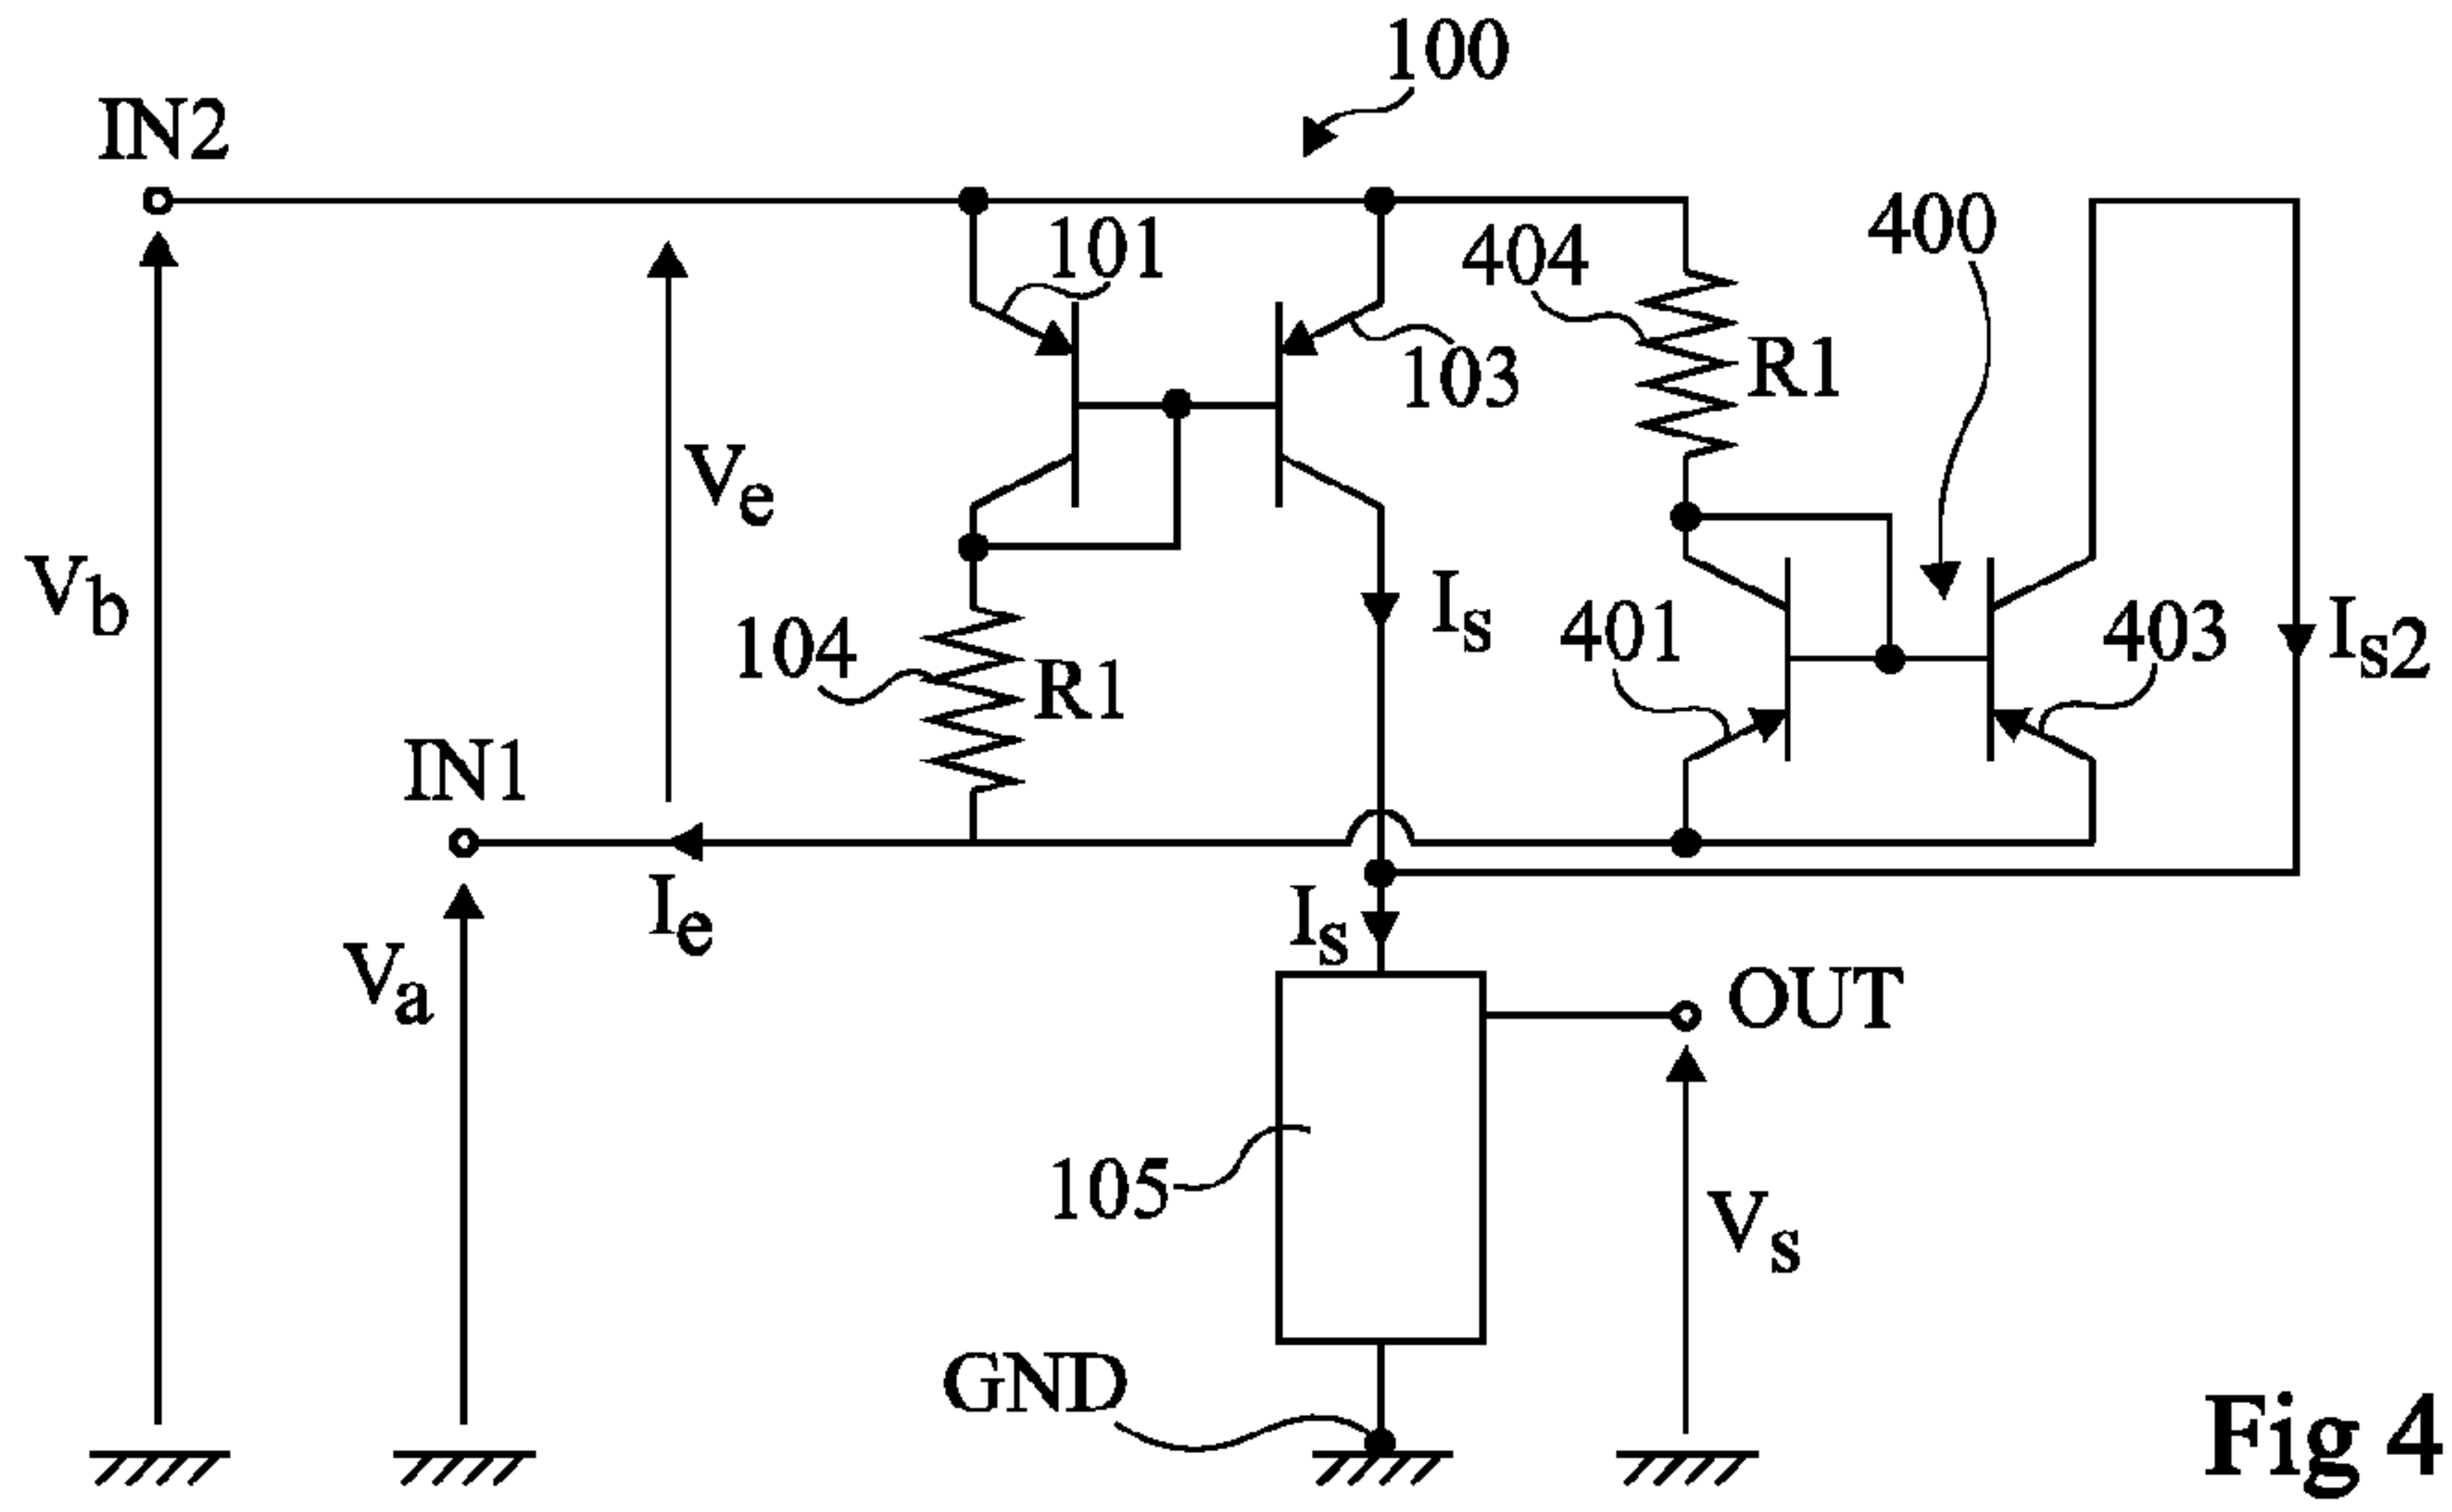 100
IN2
101
404
400
103
R1
Ve
Vb
Is
401
403
Is2
104
R1
IN1
Ie
Is
Va
OUT
105
Vs
GND
Fig 4